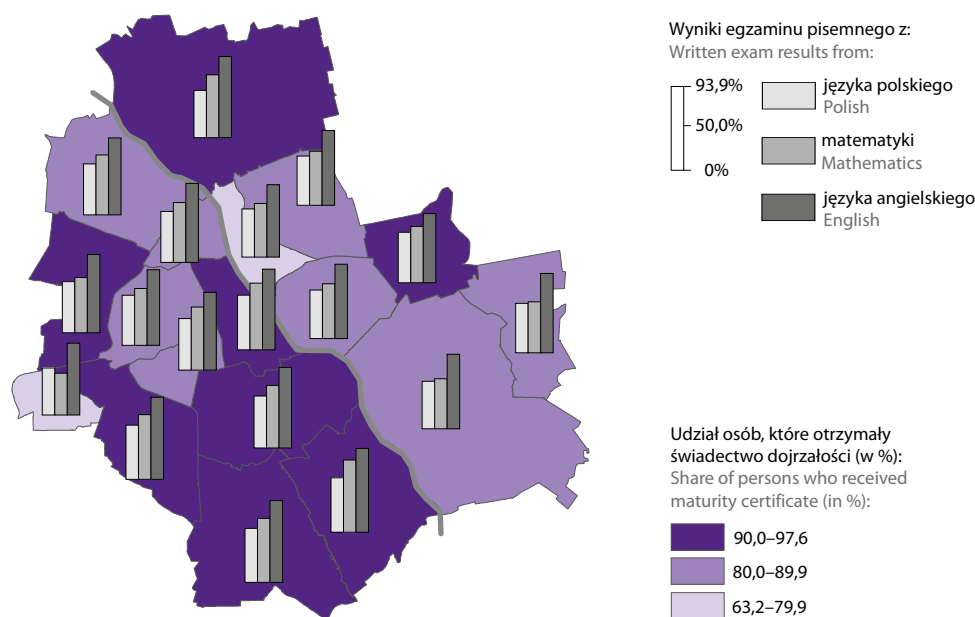 Wyniki egzaminu pisemnego z:
Written exam results from:
93,9%
50,0%
0%
języka polskiego
Polish
matematyki
Mathematics
języka angielskiego
English
Udział osób, które otrzymały
świadectwo dojrzałości (w %):
Share of persons who received
maturity certificate (in %):
90,0–97,6
80,0–89,9
63,2–79,9